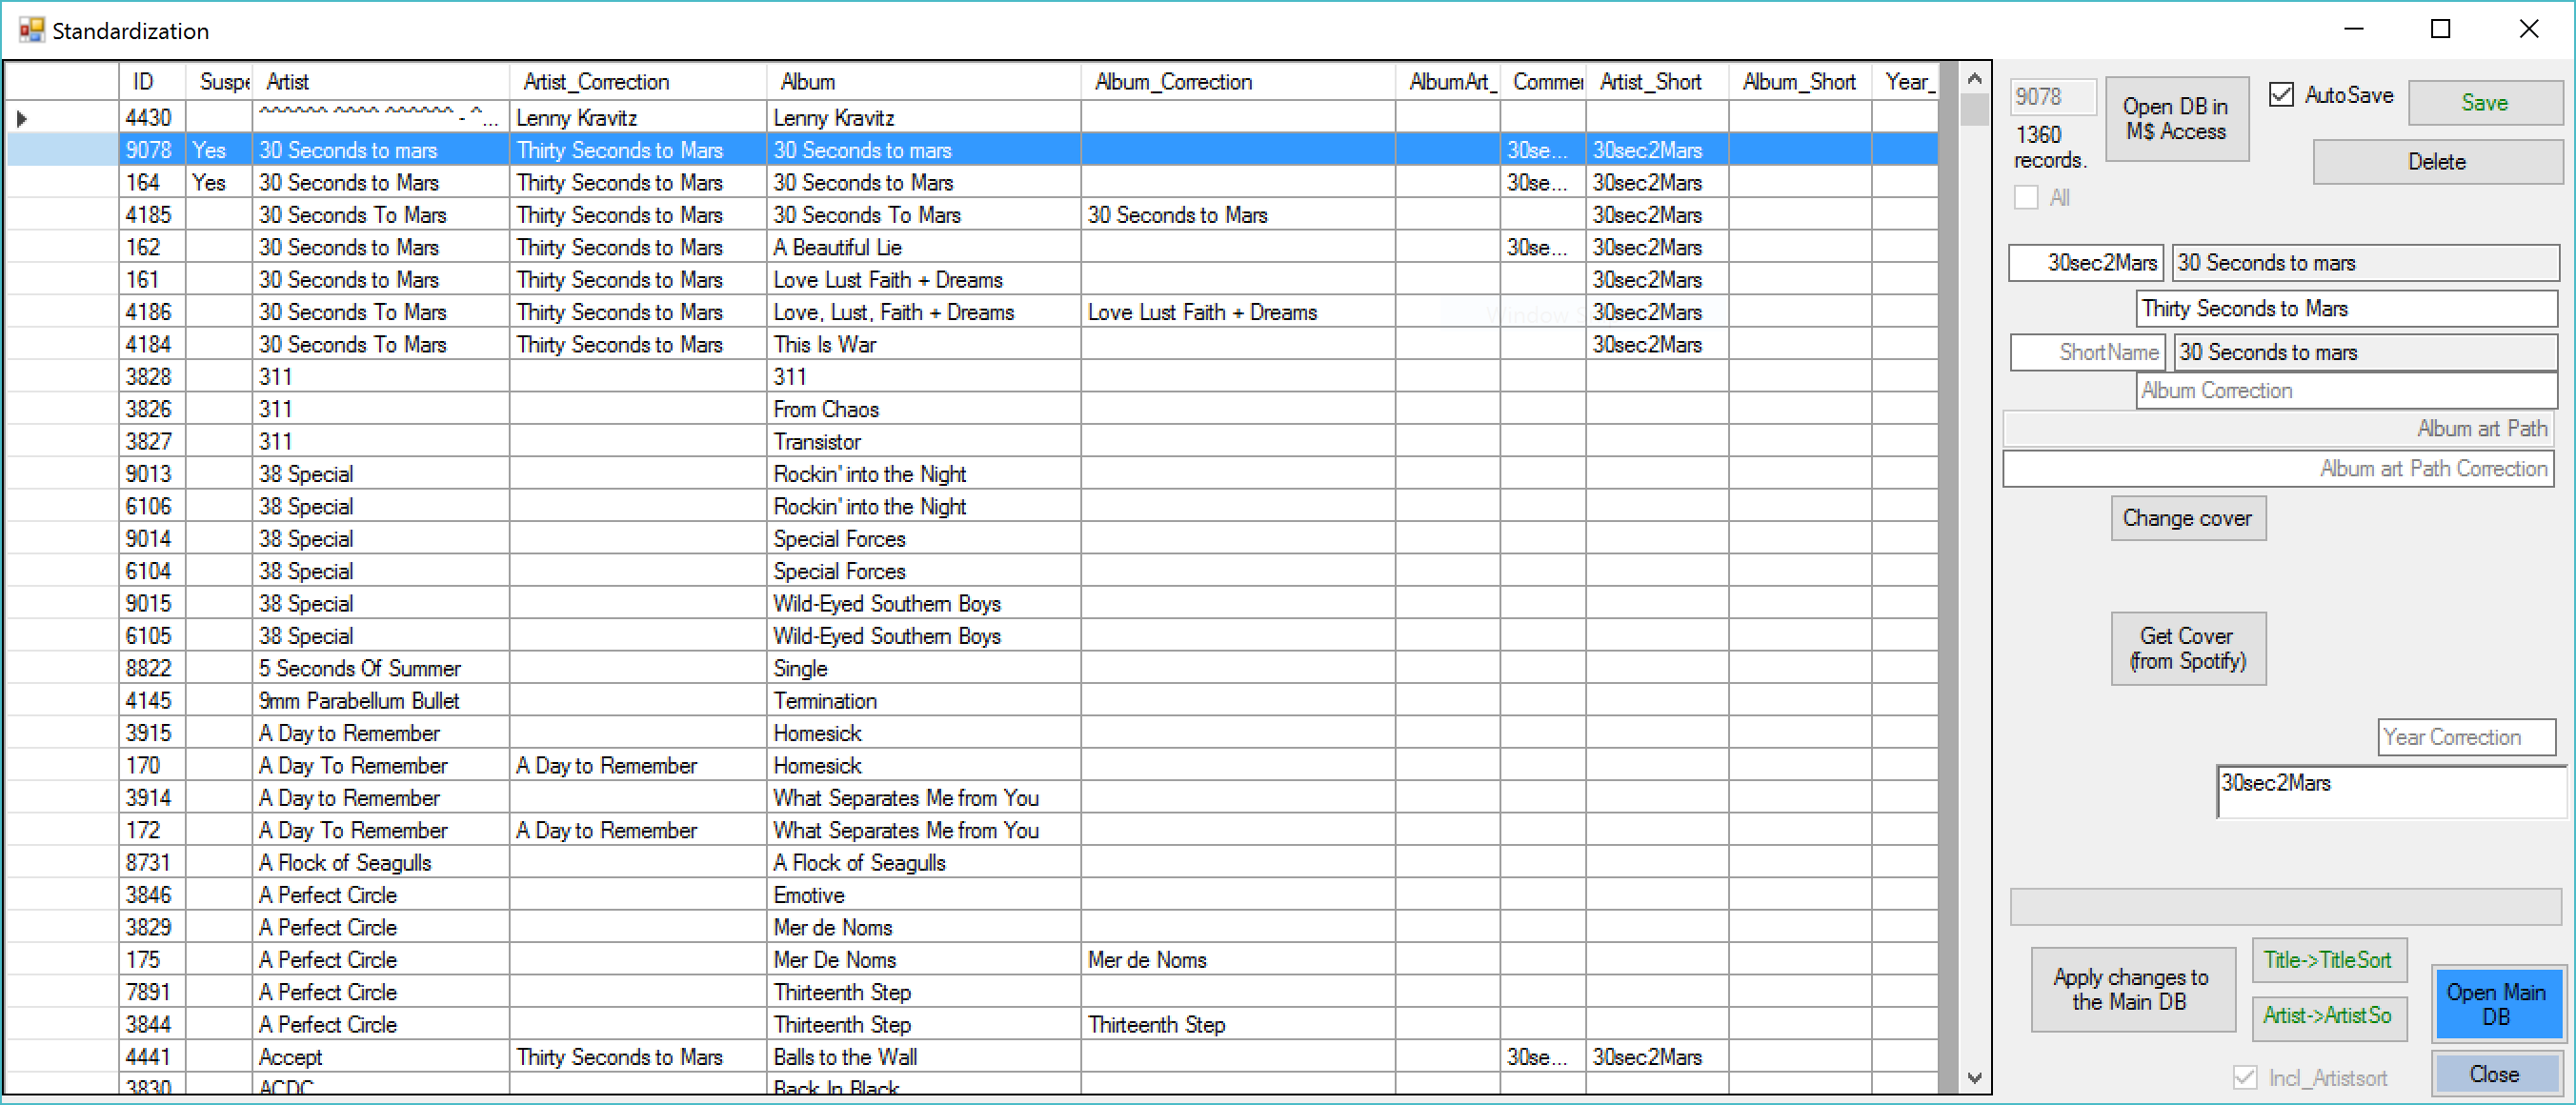 Standardization
ID Suspe Artist Artist_Correction Album Album_Correction AlbumArt_ Commer Artist_Short Album_Short Year_
4430 ^^^^^^ ^^^^ ^^^^^^ - ^... Lenny Kravitz Lenny Kravitz
9078 Yes 30 Seconds to mars Thirty Seconds to Mars 30 Seconds to mars 30se... 30sec2Mars
164 Yes 30 Seconds to Mars Thirty Seconds to Mars 30 Seconds to Mars 30se... 30sec2Mars
4185 30 Seconds To Mars Thirty Seconds to Mars 30 Seconds To Mars 30 Seconds to Mars 30sec2Mars
162 30 Seconds to Mars Thirty Seconds to Mars A Beautiful Lie 30se... 30sec2Mars
161 30 Seconds to Mars Thirty Seconds to Mars Love Lust Faith + Dreams 30sec2Mars
4186 30 Seconds To Mars Thirty Seconds to Mars Love, Lust, Faith + Dreams Love Lust Faith + Dreams 30sec2Mars
4184 30 Seconds To Mars Thirty Seconds to Mars This Is War 30sec2Mars
3828 311 311
3826 311 From Chaos
3827 311 Transistor
9013 38 Special Rockin' into the Night
6106 38 Special Rockin' into the Night
9014 38 Special Special Forces
6104 38 Special Special Forces
9015 38 Special Wild-Eyed Southern Boys
6105 38 Special Wild-Eyed Southern Boys
8822 5 Seconds Of Summer Single
4145 9mm Parabellum Bullet Termination
3915 A Day to Remember Homesick
170 A Day To Remember A Day to Remember Homesick
3914 A Day to Remember What Separates Me from You
172 A Day To Remember A Day to Remember What Separates Me from You
8731 A Flock of Seagulls A Flock of Seagulls
3846 A Perfect Circle Emotive
3829 A Perfect Circle Mer de Noms
175 A Perfect Circle Mer De Noms Mer de Noms
7891 A Perfect Circle Thirteenth Step
3844 A Perfect Circle Thirteenth Step Thirteenth Step
4441 Accept Thirty Seconds to Mars Balls to the Wall 30se... 30sec2Mars
3830 ACDC Back In Black
9078
1360
records.
All
Open DB in
M$ Access
AutoSave
Save
Delete
30sec2Mars 30 Seconds to mars
Thirty Seconds to Mars
ShortName 30 Seconds to mars
Album Correction
Album art Path
Album art Path Correction
Change cover
Get Cover
(from Spotify)
Year Correction
30sec2Mars
Apply changes to
the Main DB
Title->TitleSort
Artist->ArtistSo
Open Main
DB
Incl_Artistsort
Close